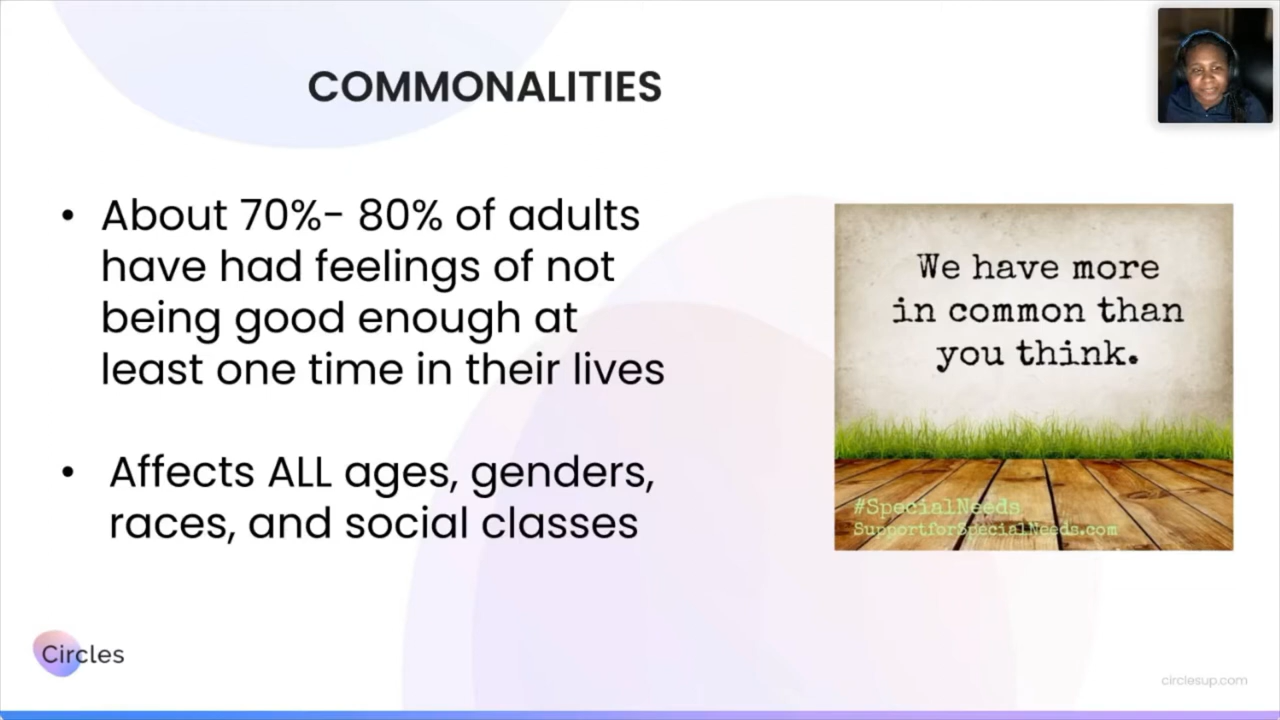 COMMONALITIES
• About 70%- 80% of adults
have had feelings of not
being good enough at
least one time in their lives
• Affects ALL ages, genders,
races, and social classes
We have more
in common than
you think.
#SpecialNeeds
SupportforSpecialNeeds.com
Circles
circlesup.com